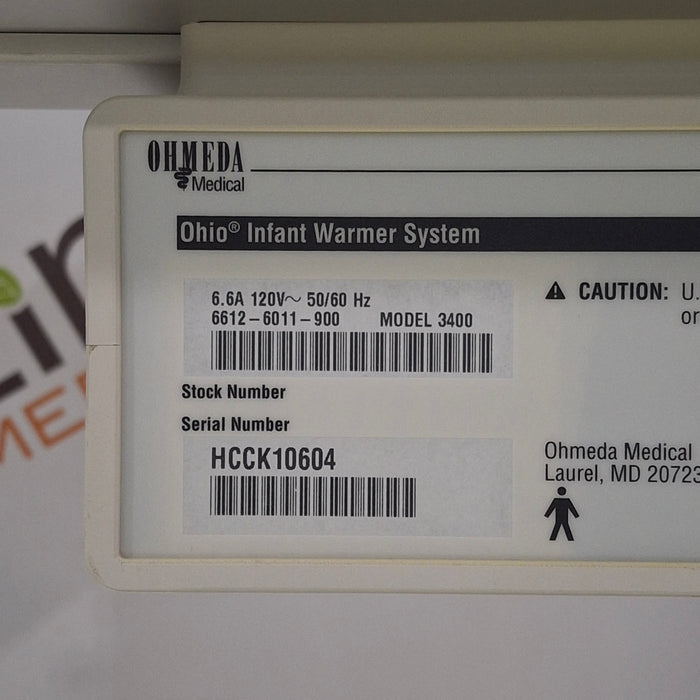 OHMEDA
Medical
Ohio® Infant Warmer System
6.6A 120V~ 50/60 Hz
6612-6011-900 MODEL 3400
Stock Number
Serial Number
HCCK10604
⚠ CAUTION: U.
or
Ohmeda Medical
Laurel, MD 20723